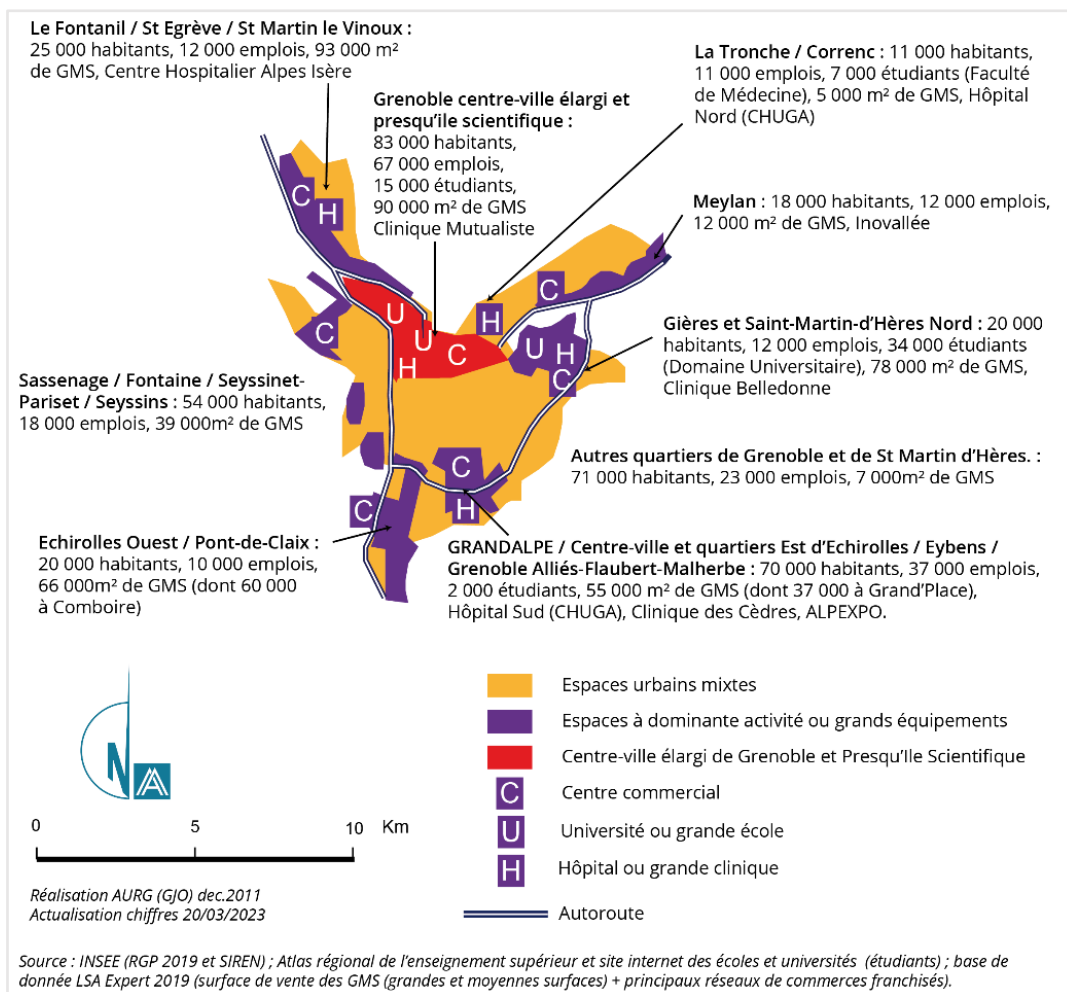 Le Fontanil / St Egrève / St Martin le Vinoux :
25 000 habitants, 12 000 emplois, 93 000 m²
de GMS, Centre Hospitalier Alpes Isère
Grenoble centre-ville élargi et
presqu'ile scientifique :
83 000 habitants,
67 000 emplois,
15 000 étudiants,
90 000 m² de GMS
Clinique Mutualiste
La Tronche / Correnc : 11 000 habitants,
11 000 emplois, 7 000 étudiants (Faculté
de Médecine), 5 000 m² de GMS, Hôpital
Nord (CHUGA)
Meylan : 18 000 habitants, 12 000 emplois,
12 000 m² de GMS, Inovallée
C
H
C
U
H
U
C
H
C
U
H
C
Gières et Saint-Martin-d'Hères Nord : 20 000
habitants, 12 000 emplois, 34 000 étudiants
(Domaine Universitaire), 78 000 m² de GMS,
Clinique Belledonne
Sassenage / Fontaine / Seyssinet-
Pariset / Seyssins : 54 000 habitants,
18 000 emplois, 39 000m² de GMS
Autres quartiers de Grenoble et de St Martin d'Hères. :
71 000 habitants, 23 000 emplois, 7 000m² de GMS
C
H
C
Echirolles Ouest / Pont-de-Claix :
20 000 habitants, 10 000 emplois,
66 000m² de GMS (dont 60 000
à Comboire)
GRANDALPE / Centre-ville et quartiers Est d'Echirolles / Eybens /
Grenoble Alliés-Flaubert-Malherbe : 70 000 habitants, 37 000 emplois,
2 000 étudiants, 55 000 m² de GMS (dont 37 000 à Grand'Place),
Hôpital Sud (CHUGA), Clinique des Cèdres, ALPEXPO.
N
0 5 10 Km
Réalisation AURG (GJO) dec.2011
Actualisation chiffres 20/03/2023
Espaces urbains mixtes
Espaces à dominante activité ou grands équipements
Centre-ville élargi de Grenoble et Presqu'Ile Scientifique
C Centre commercial
U Université ou grande école
H Hôpital ou grande clinique
Autoroute
Source : INSEE (RGP 2019 et SIREN) ; Atlas régional de l'enseignement supérieur et site internet des écoles et universités (étudiants) ; base de
donnée LSA Expert 2019 (surface de vente des GMS (grandes et moyennes surfaces) + principaux réseaux de commerces franchisés).